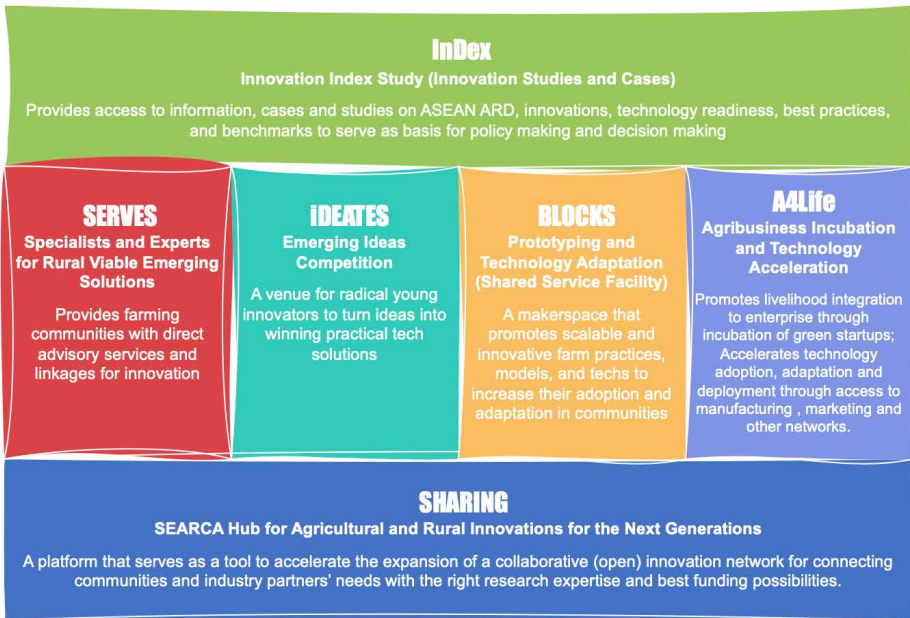 InDex
Innovation Index Study (Innovation Studies and Cases)
Provides access to information, cases and studies on ASEAN ARD, innovations, technology readiness, best practices,
and benchmarks to serve as basis for policy making and decision making
SERVES
Specialists and Experts
for Rural Viable Emerging
Solutions
Provides farming
communities with direct
advisory services and
linkages for innovation
iDEATES
Emerging Ideas
Competition
A venue for radical young
innovators to turn ideas into
winning practical tech
solutions
BLOCKS
Prototyping and
Technology Adaptation
(Shared Service Facility)
A makerspace that
promotes scalable and
innovative farm practices,
models, and techs to
increase their adoption and
adaptation in communities
A4Life
Agribusiness Incubation
and Technology
Acceleration
Promotes livelihood integration
to enterprise through
incubation of green startups;
Accelerates technology
adoption, adaptation and
deployment through access to
manufacturing , marketing and
other networks.
SHARING
SEARCA Hub for Agricultural and Rural Innovations for the Next Generations
A platform that serves as a tool to accelerate the expansion of a collaborative (open) innovation network for connecting
communities and industry partners' needs with the right research expertise and best funding possibilities.